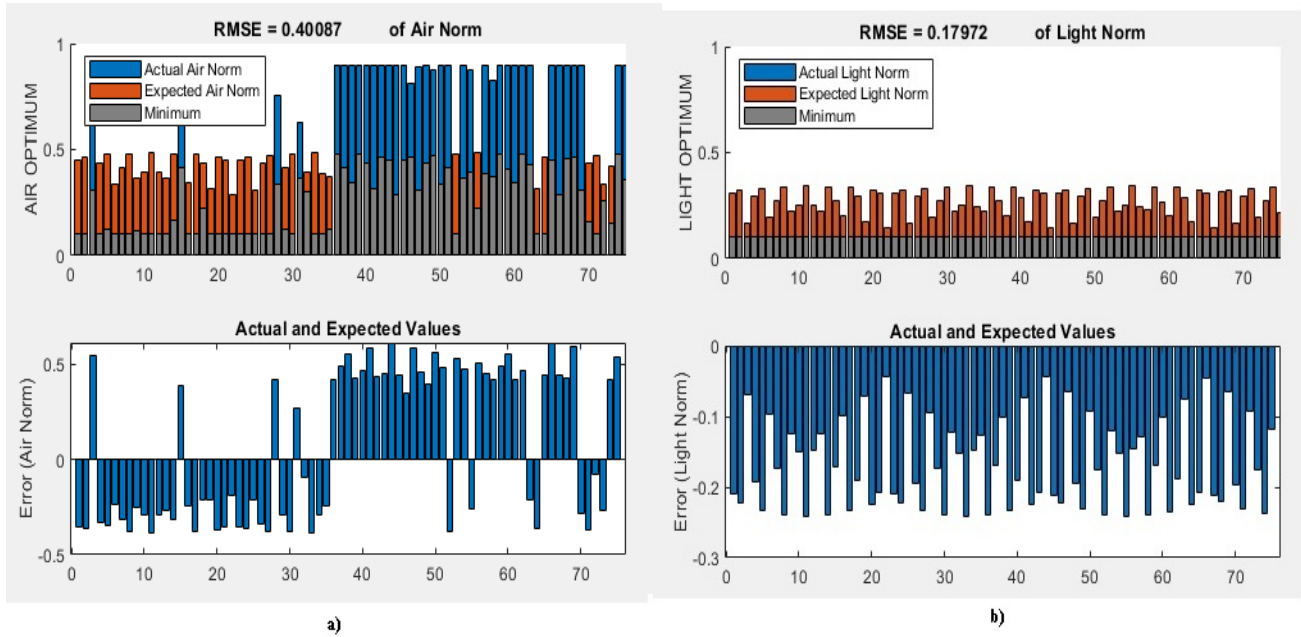 RMSE = 0.40087 of Air Norm
1
0.5
0
AIR OPTIMUM
Actual Air Norm
Expected Air Norm
Minimum
0 10 20 30 40 50 60 70
Actual and Expected Values
0.5
0
-0.5
Error (Air Norm)
0 10 20 30 40 50 60 70
a)
RMSE = 0.17972 of Light Norm
1
0.5
0
LIGHT OPTIMUM
Actual Light Norm
Expected Light Norm
Minimum
0 10 20 30 40 50 60 70
Actual and Expected Values
0
-0.1
-0.2
-0.3
Error (Light Norm)
0 10 20 30 40 50 60 70
b)